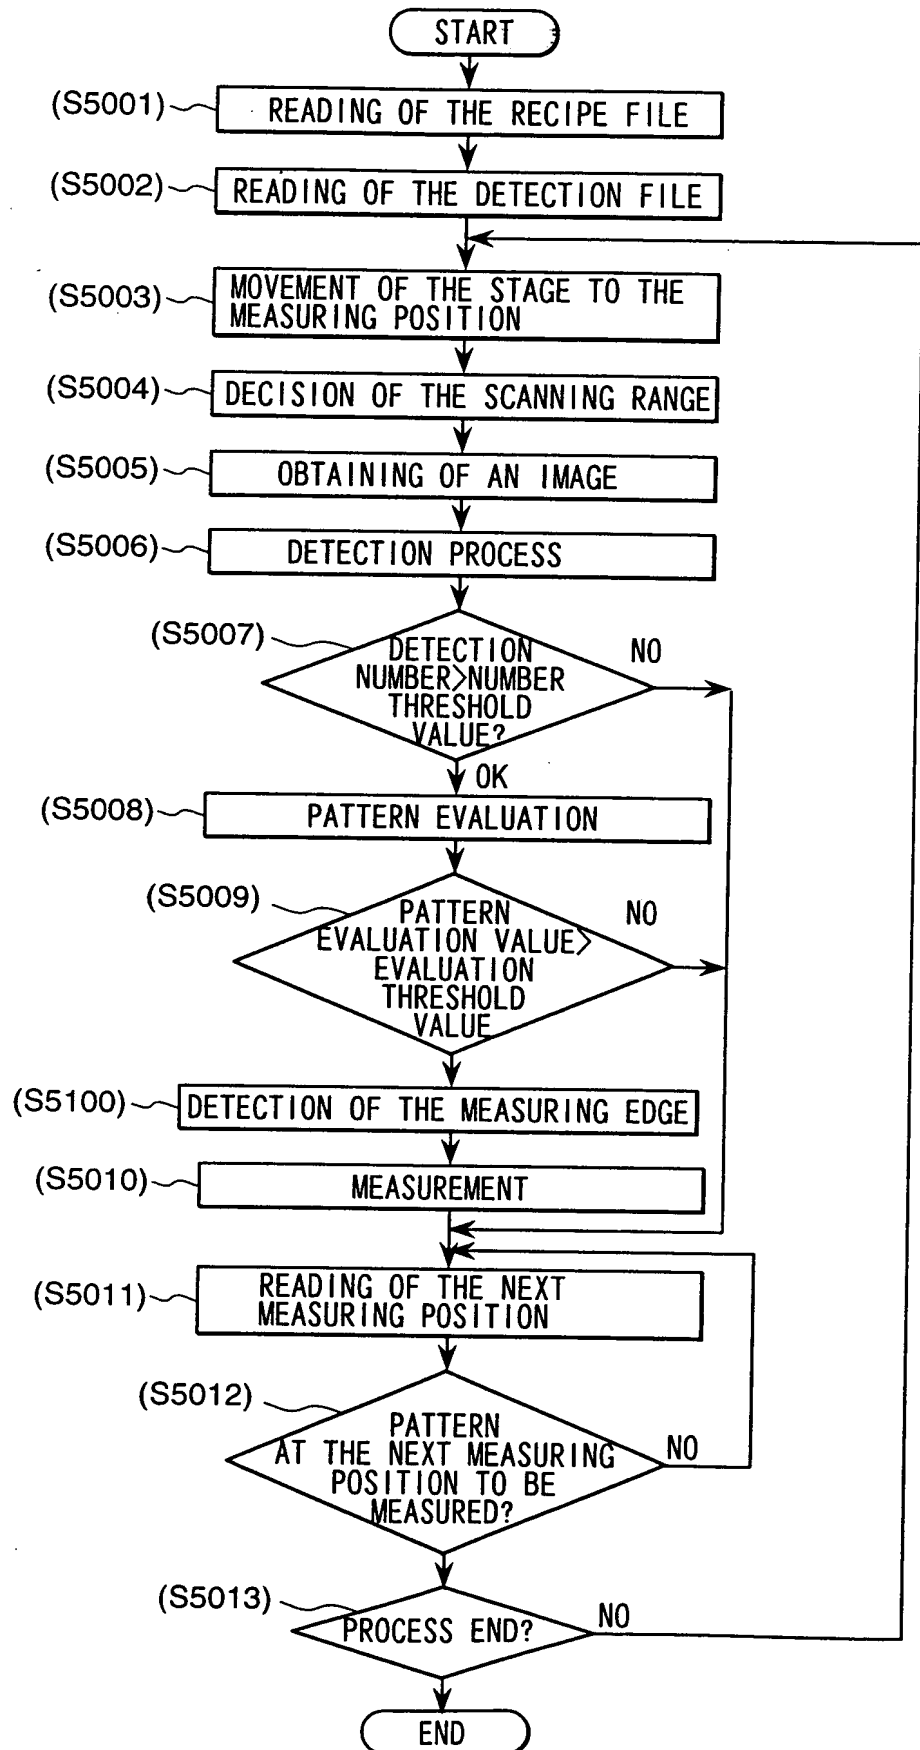 START
(S5001)
READING OF THE RECIPE FILE
(S5002)
READING OF THE DETECTION FILE
(S5003)
MOVEMENT OF THE STAGE TO THE
MEASURING POSITION
(S5004)
DECISION OF THE SCANNING RANGE
(S5005)
OBTAINING OF AN IMAGE
(S5006)
DETECTION PROCESS
(S5007)
DETECTION
NUMBER>NUMBER
THRESHOLD
VALUE?
NO
OK
(S5008)
PATTERN EVALUATION
(S5009)
PATTERN
EVALUATION VALUE>
EVALUATION
THRESHOLD
VALUE
NO
(S5100)
DETECTION OF THE MEASURING EDGE
(S5010)
MEASUREMENT
(S5011)
READING OF THE NEXT
MEASURING POSITION
(S5012)
PATTERN
AT THE NEXT MEASURING
POSITION TO BE
MEASURED?
NO
(S5013)
PROCESS END?
NO
END